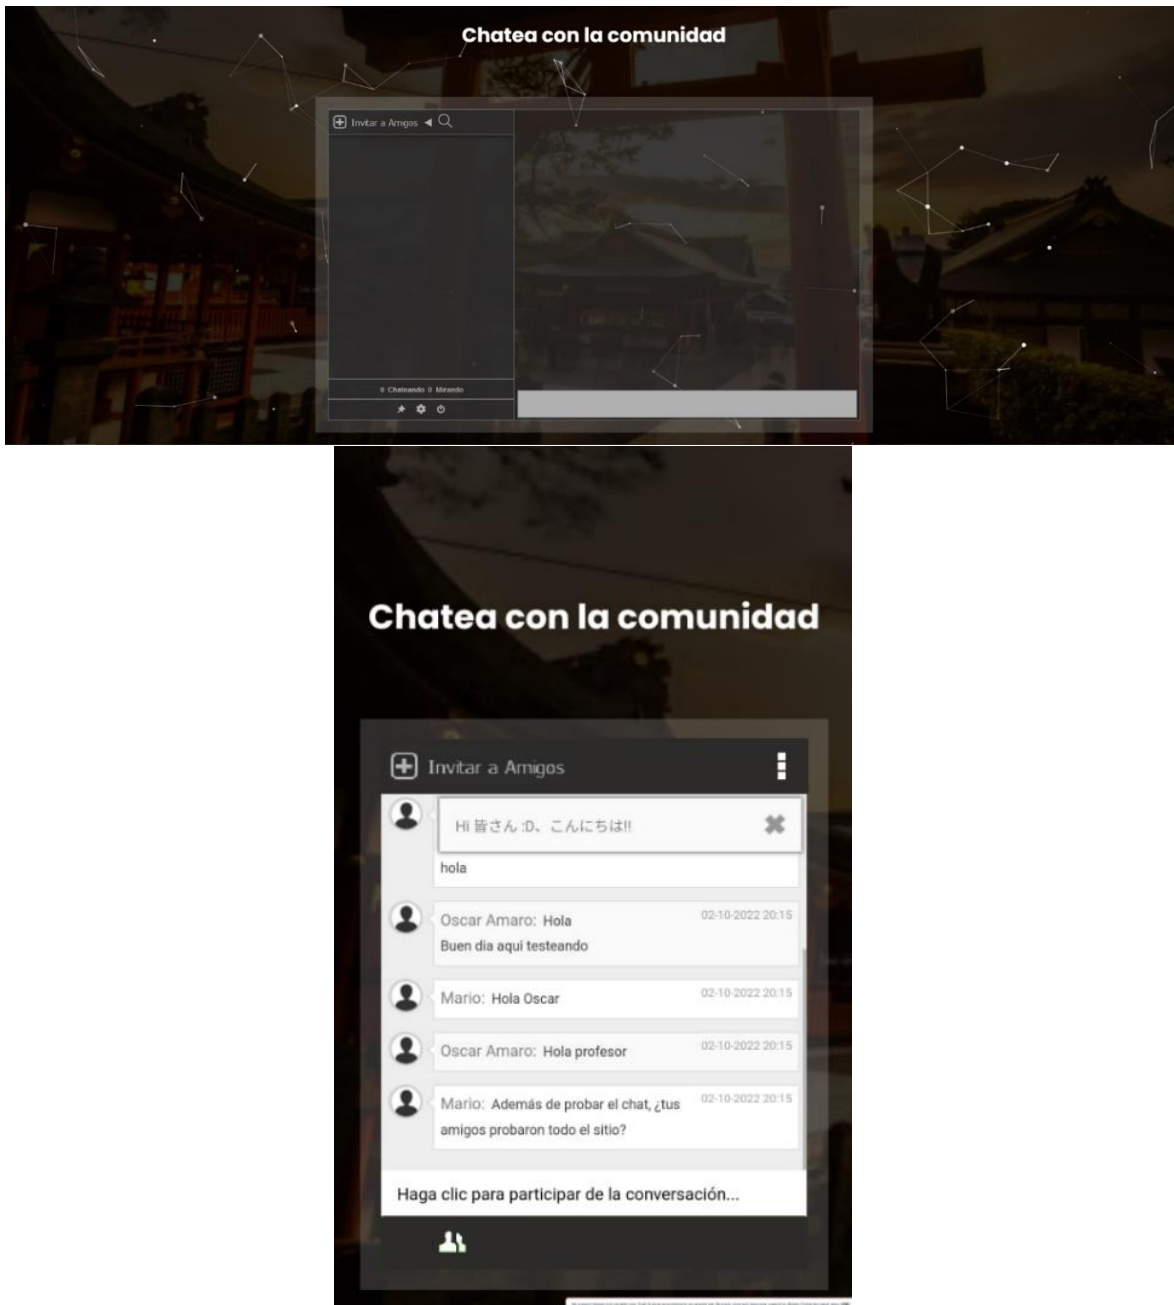 Chatea con la comunidad
Invitar a Amigos
0 Chateando 0 Mirando
Chatea con la comunidad
Invitar a Amigos
Hi 皆さん :D、こんにちは!!
hola
Oscar Amaro: Hola 02-10-2022 20:15
Buen dia aqui testeando
Mario: Hola Oscar 02-10-2022 20:15
Oscar Amaro: Hola profesor 02-10-2022 20:15
Mario: Además de probar el chat, ¿tus 02-10-2022 20:15
amigos probaron todo el sitio?
Haga clic para participar de la conversación...